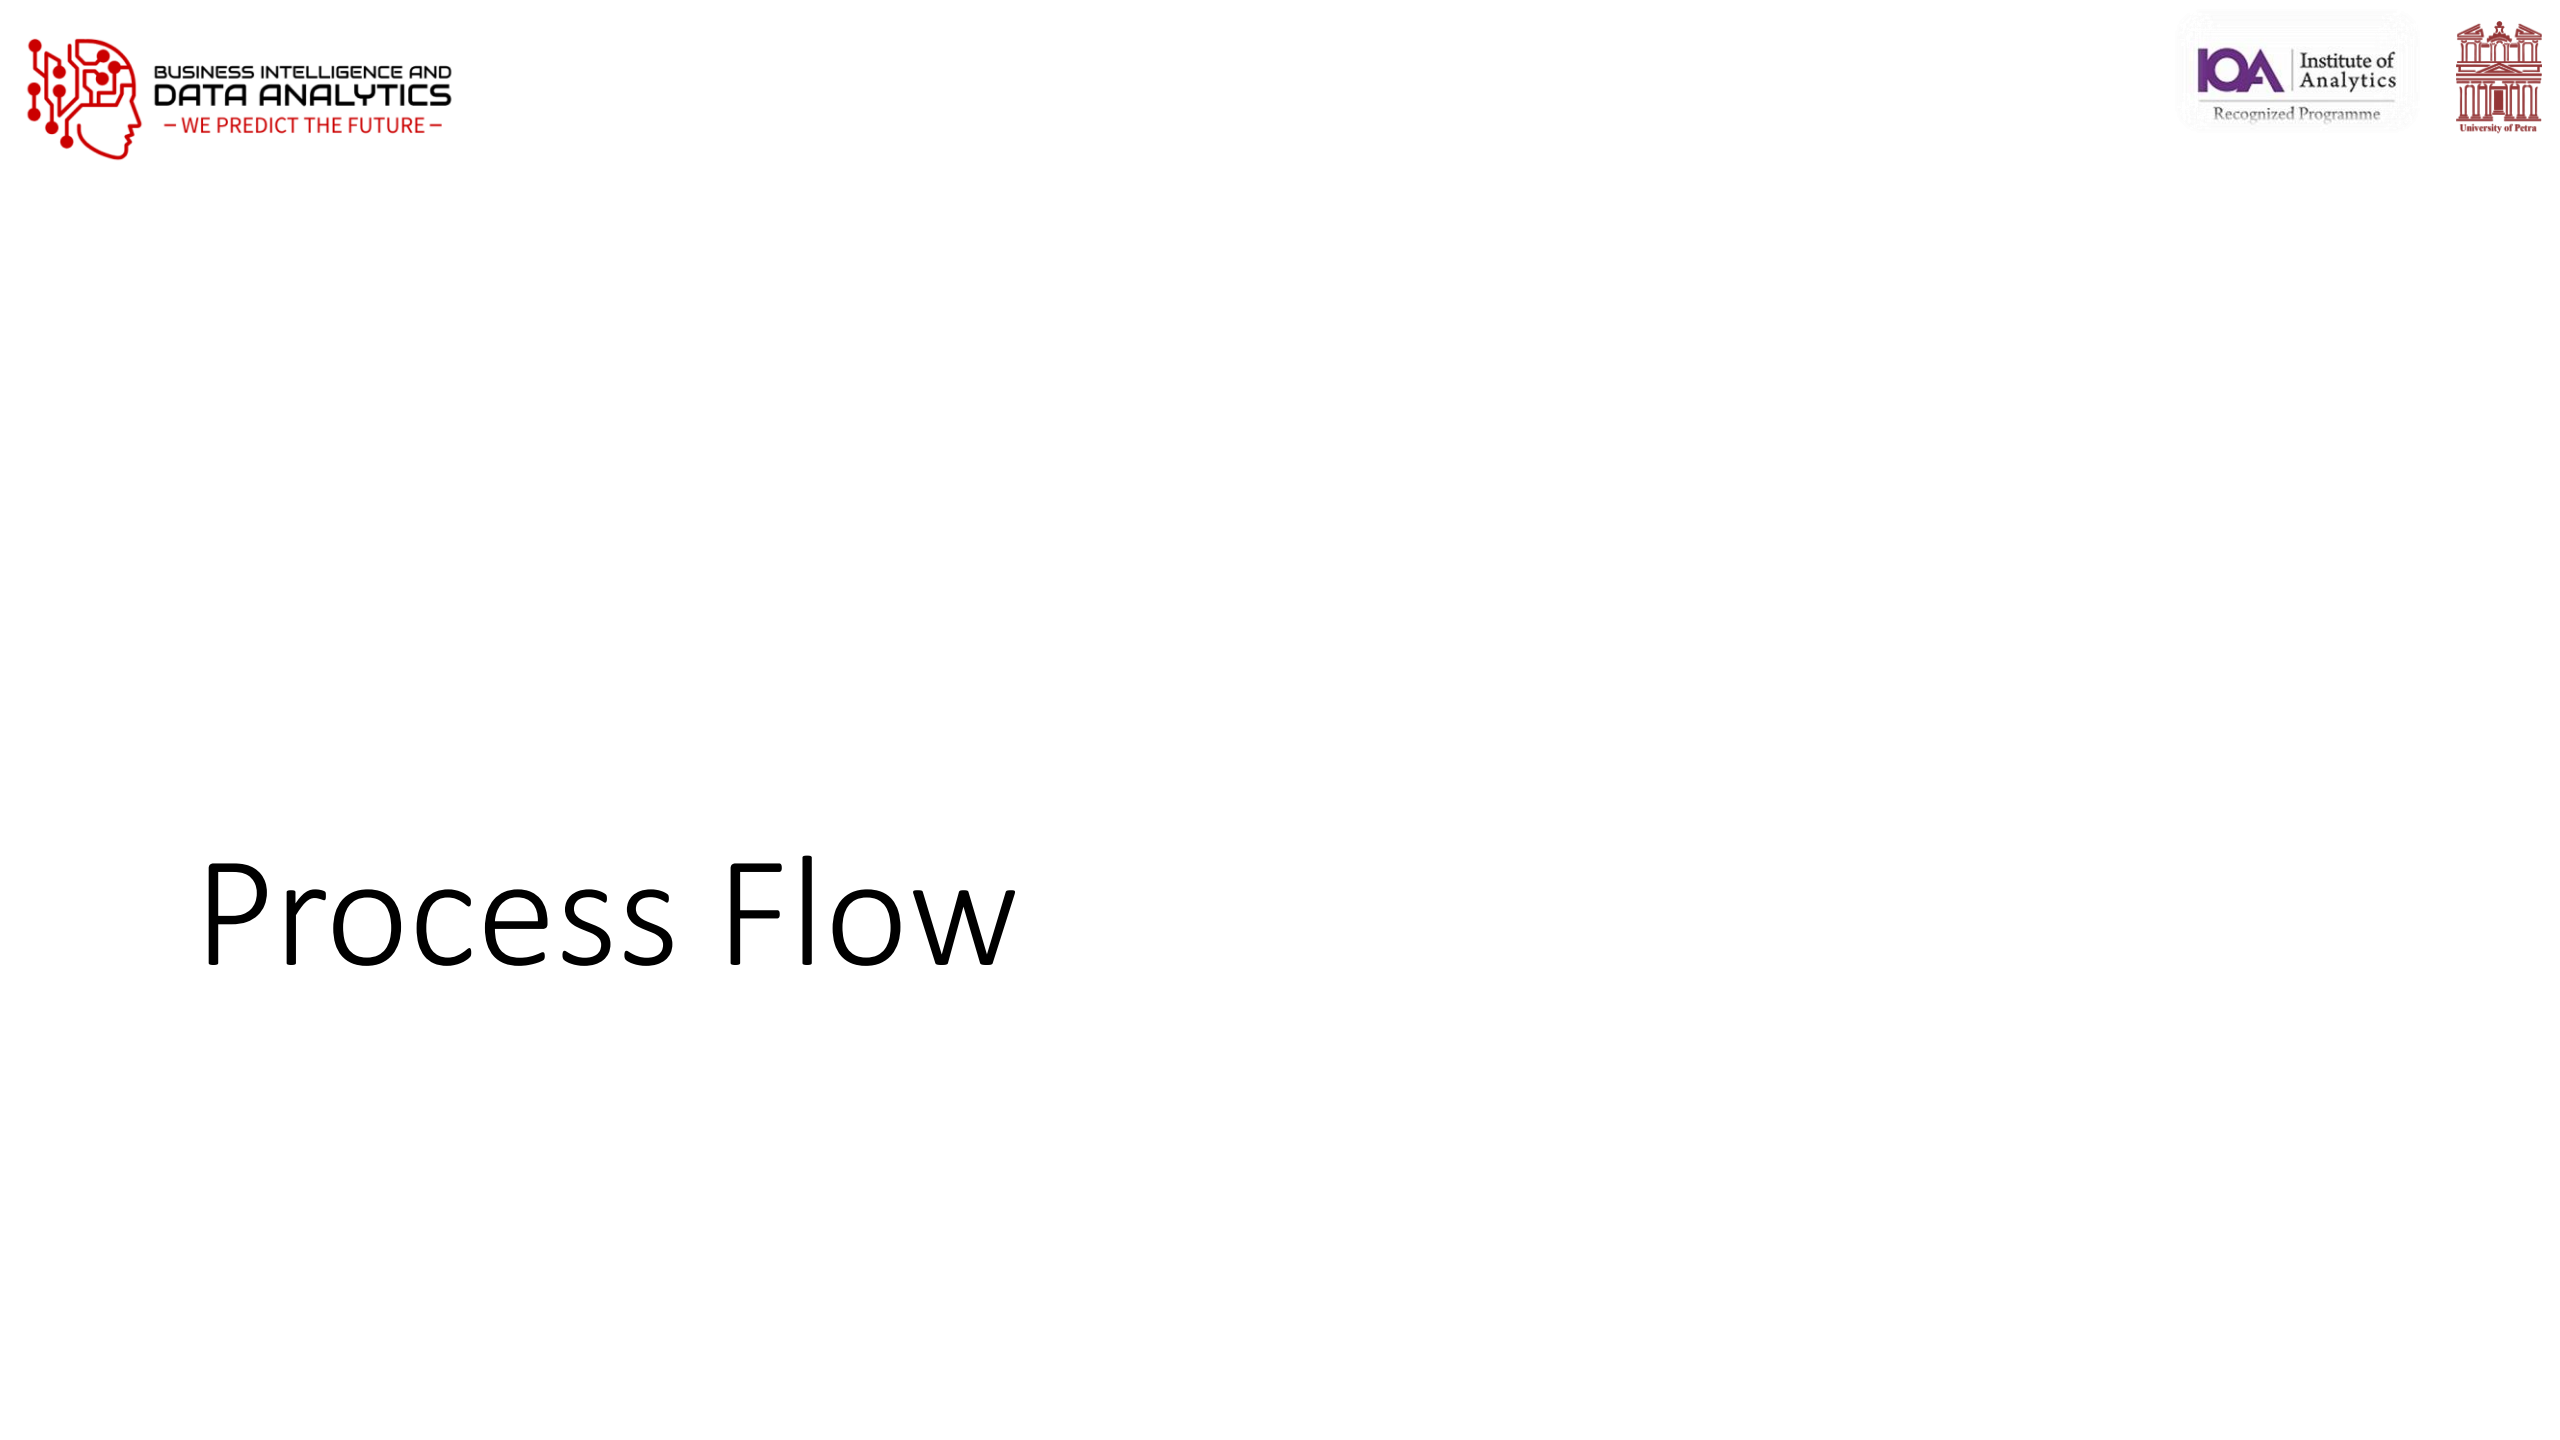 BUSINESS INTELLIGENCE AND
DATA ANALYTICS
– WE PREDICT THE FUTURE –
IOA
Institute of
Analytics
Recognized Programme
University of Petra
Process Flow